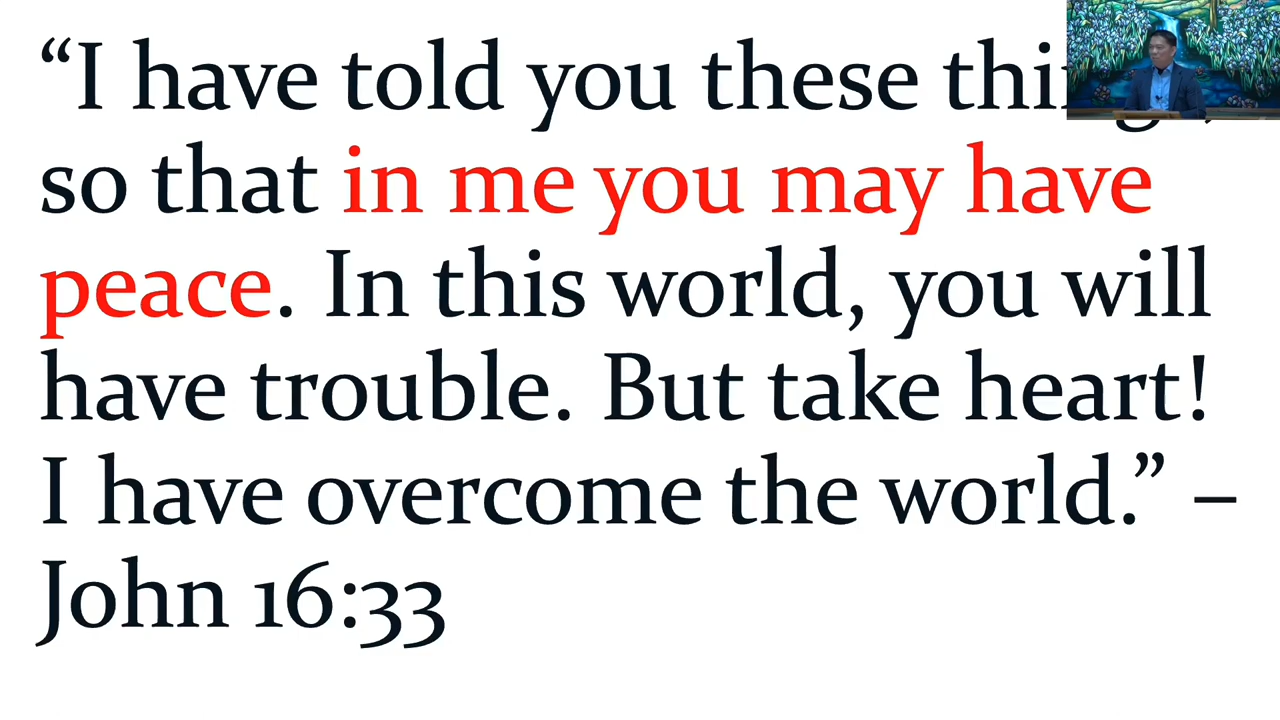 “I have told you these
so that in me you may have
peace. In this world, you will
have trouble. But take heart!
I have overcome the world.” –
John 16:33